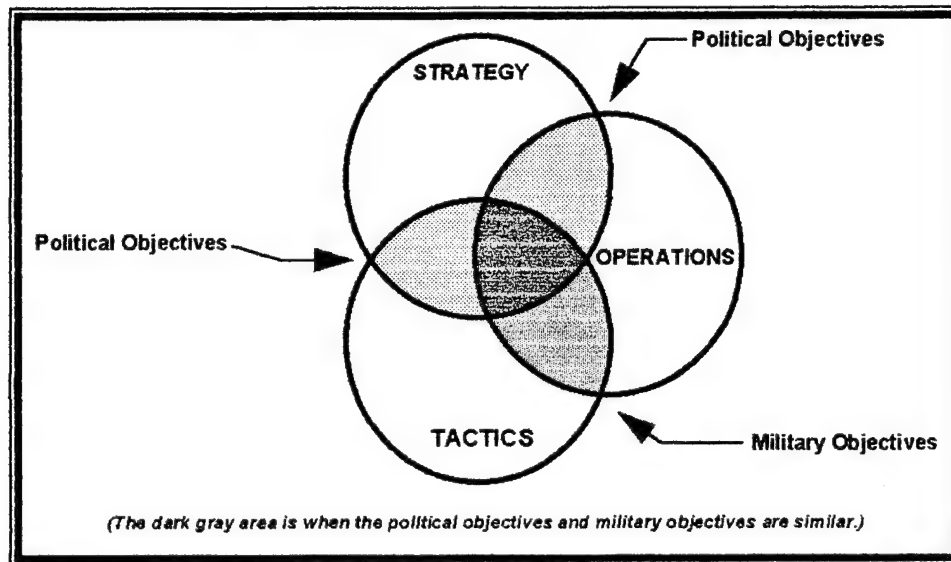 Political Objectives
STRATEGY
Political Objectives
OPERATIONS
TACTICS
Military Objectives
(The dark gray area is when the political objectives and military objectives are similar.)